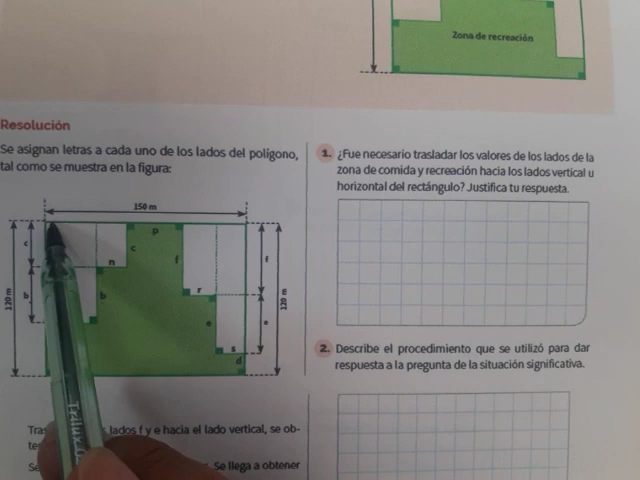 Zona de recreación
Resolución
Se asignan letras a cada uno de los lados del polígono,
tal como se muestra en la figura:
150 m
p
c
c
f
f
n
b
b
r
e
e
s
d
120 m
120 m
lados f y e hacia el lado vertical, se ob-
Se
Se llega a obtener
1. ¿Fue necesario trasladar los valores de los lados de la
zona de comida y recreación hacia los lados vertical u
horizontal del rectángulo? Justifica tu respuesta.
2. Describe el procedimiento que se utilizó para dar
respuesta a la pregunta de la situación significativa.
Trilux